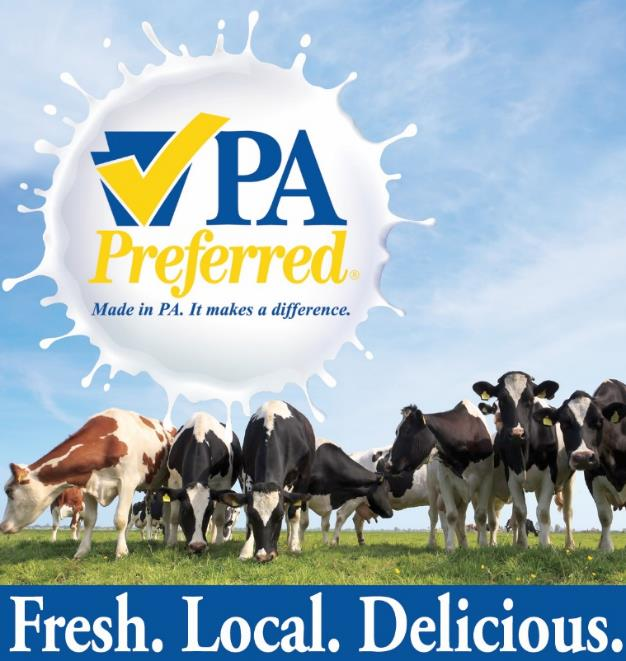 PA
Preferred®
Made in PA. It makes a difference.
Fresh. Local. Delicious.